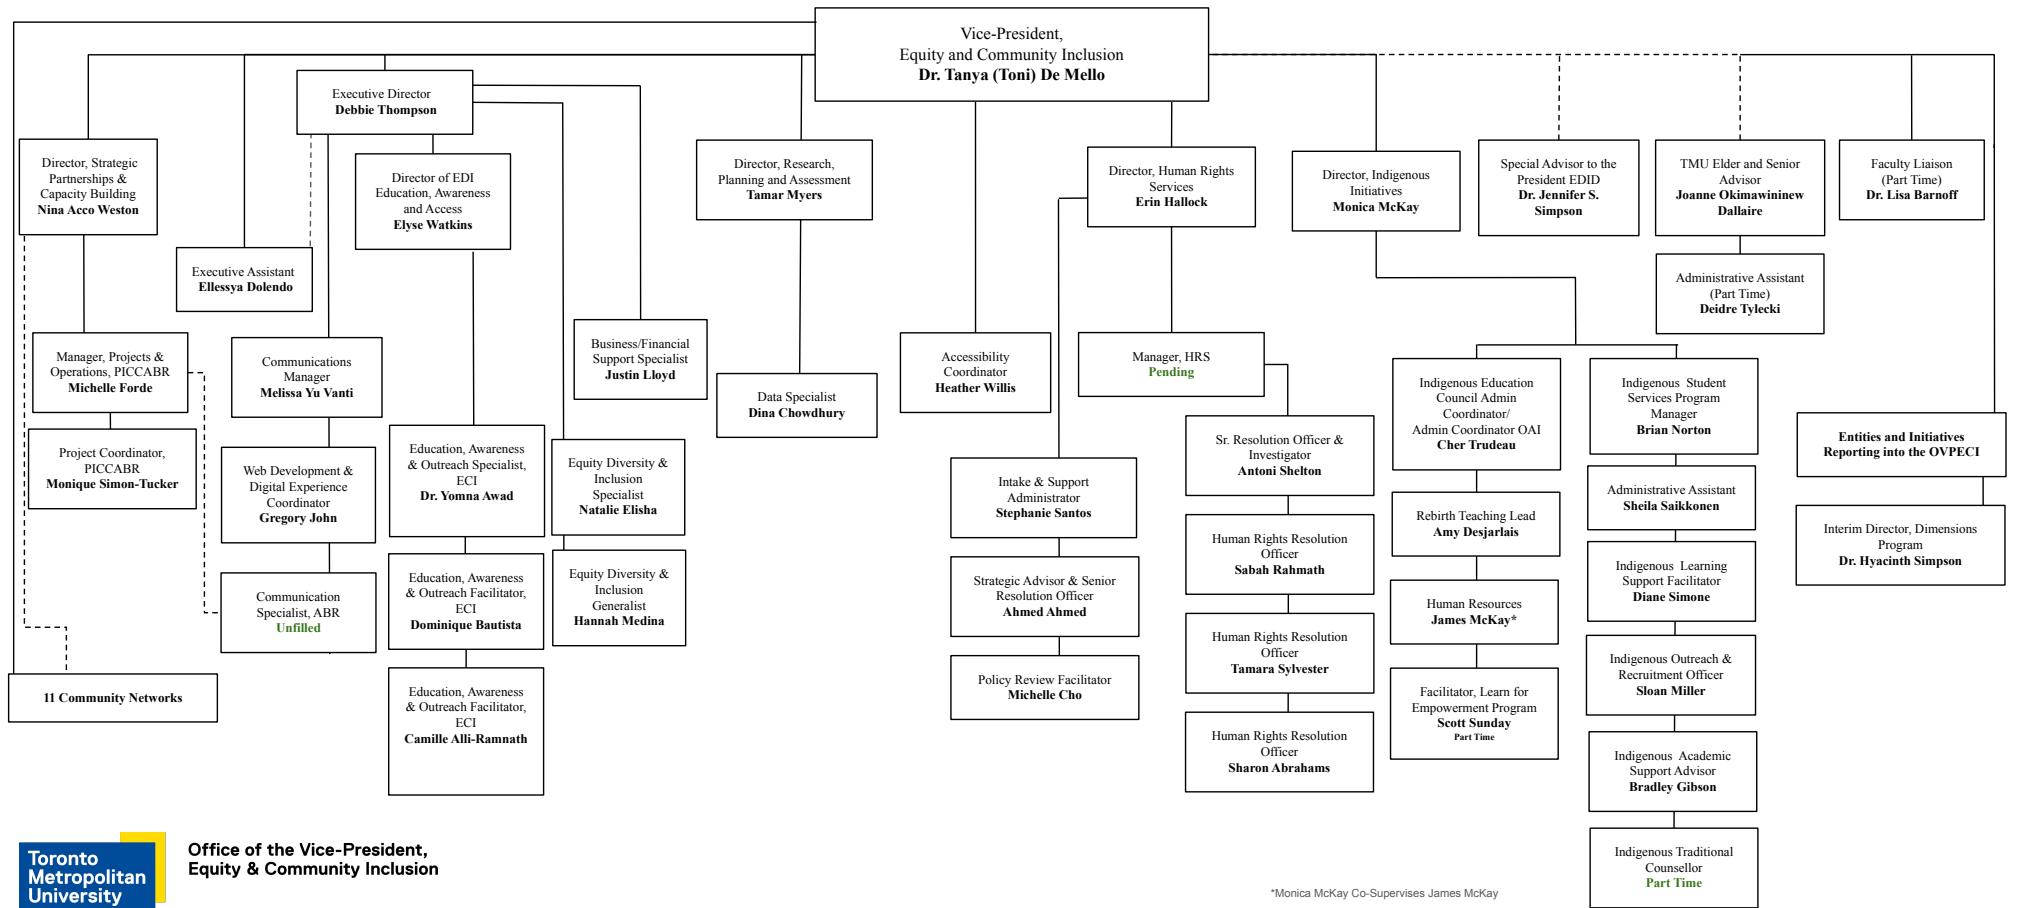 Vice-President,
Equity and Community Inclusion
Dr. Tanya (Toni) De Mello
Executive Director
Debbie Thompson
Director, Strategic
Partnerships &
Capacity Building
Nina Acco Weston
Director of EDI
Education, Awareness
and Access
Elyse Watkins
Director, Research,
Planning and Assessment
Tamar Myers
Director, Human Rights
Services
Erin Hallock
Director, Indigenous
Initiatives
Monica McKay
Special Advisor to the
President EDID
Dr. Jennifer S.
Simpson
TMU Elder and Senior
Advisor
Joanne Okimawininew
Dallaire
Faculty Liaison
(Part Time)
Dr. Lisa Barnoff
Executive Assistant
Ellessya Dolendo
Administrative Assistant
(Part Time)
Deidre Tylecki
Manager, Projects &
Operations, PICCABR
Michelle Forde
Communications
Manager
Melissa Yu Vanti
Business/Financial
Support Specialist
Justin Lloyd
Data Specialist
Dina Chowdhury
Accessibility
Coordinator
Heather Willis
Manager, HRS
Pending
Indigenous Education
Council Admin
Coordinator/
Admin Coordinator OAI
Cher Trudeau
Indigenous Student
Services Program
Manager
Brian Norton
Entities and Initiatives
Reporting into the OVPECI
Project Coordinator,
PICCABR
Monique Simon-Tucker
Web Development &
Digital Experience
Coordinator
Gregory John
Education, Awareness
& Outreach Specialist,
ECI
Dr. Yomna Awad
Equity Diversity &
Inclusion
Specialist
Natalie Elisha
Intake & Support
Administrator
Stephanie Santos
Sr. Resolution Officer &
Investigator
Antoni Shelton
Rebirth Teaching Lead
Amy Desjarlais
Administrative Assistant
Sheila Saikkonen
Interim Director, Dimensions
Program
Dr. Hyacinth Simpson
Communication
Specialist, ABR
Unfilled
Education, Awareness
& Outreach Facilitator,
ECI
Dominique Bautista
Equity Diversity &
Inclusion
Generalist
Hannah Medina
Strategic Advisor & Senior
Resolution Officer
Ahmed Ahmed
Human Rights Resolution
Officer
Sabah Rahmath
Human Resources
James McKay*
Indigenous Learning
Support Facilitator
Diane Simone
11 Community Networks
Education, Awareness
& Outreach Facilitator,
ECI
Camille Alli-Ramnath
Policy Review Facilitator
Michelle Cho
Human Rights Resolution
Officer
Tamara Sylvester
Facilitator, Learn for
Empowerment Program
Scott Sunday
Part Time
Indigenous Outreach &
Recruitment Officer
Sloan Miller
Human Rights Resolution
Officer
Sharon Abrahams
Indigenous Academic
Support Advisor
Bradley Gibson
Indigenous Traditional
Counsellor
Part Time
Toronto
Metropolitan
University
Office of the Vice-President,
Equity & Community Inclusion
*Monica McKay Co-Supervises James McKay